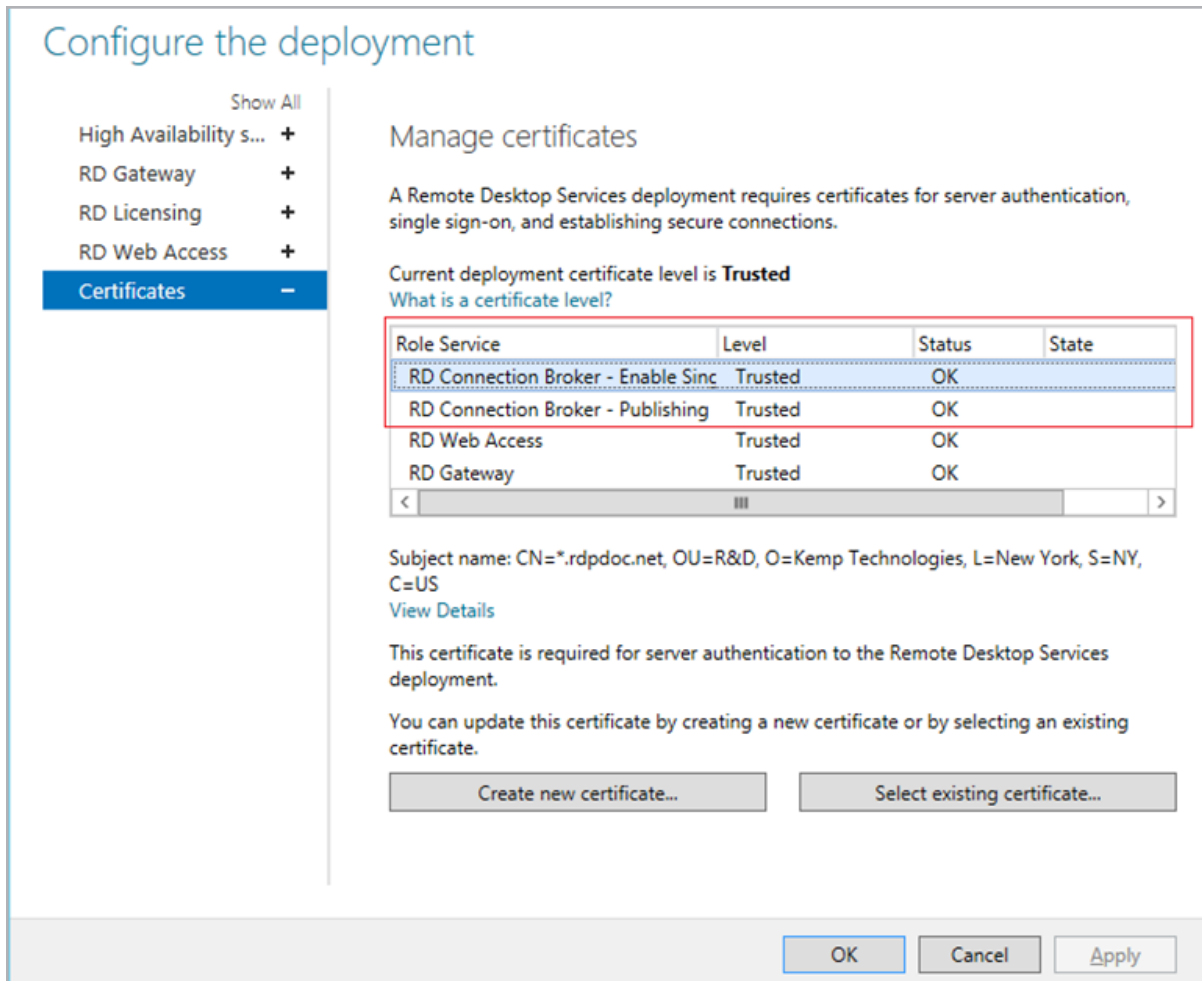 Configure the deployment
Show All
High Availability s... +
RD Gateway +
RD Licensing +
RD Web Access +
Certificates –
Manage certificates
A Remote Desktop Services deployment requires certificates for server authentication,
single sign-on, and establishing secure connections.
Current deployment certificate level is Trusted
What is a certificate level?
Role Service Level Status State
RD Connection Broker - Enable Sinc Trusted OK
RD Connection Broker - Publishing Trusted OK
RD Web Access Trusted OK
RD Gateway Trusted OK
Subject name: CN=*.rdpdoc.net, OU=R&D, O=Kemp Technologies, L=New York, S=NY,
C=US
View Details
This certificate is required for server authentication to the Remote Desktop Services
deployment.
You can update this certificate by creating a new certificate or by selecting an existing
certificate.
Create new certificate... Select existing certificate...
OK Cancel Apply